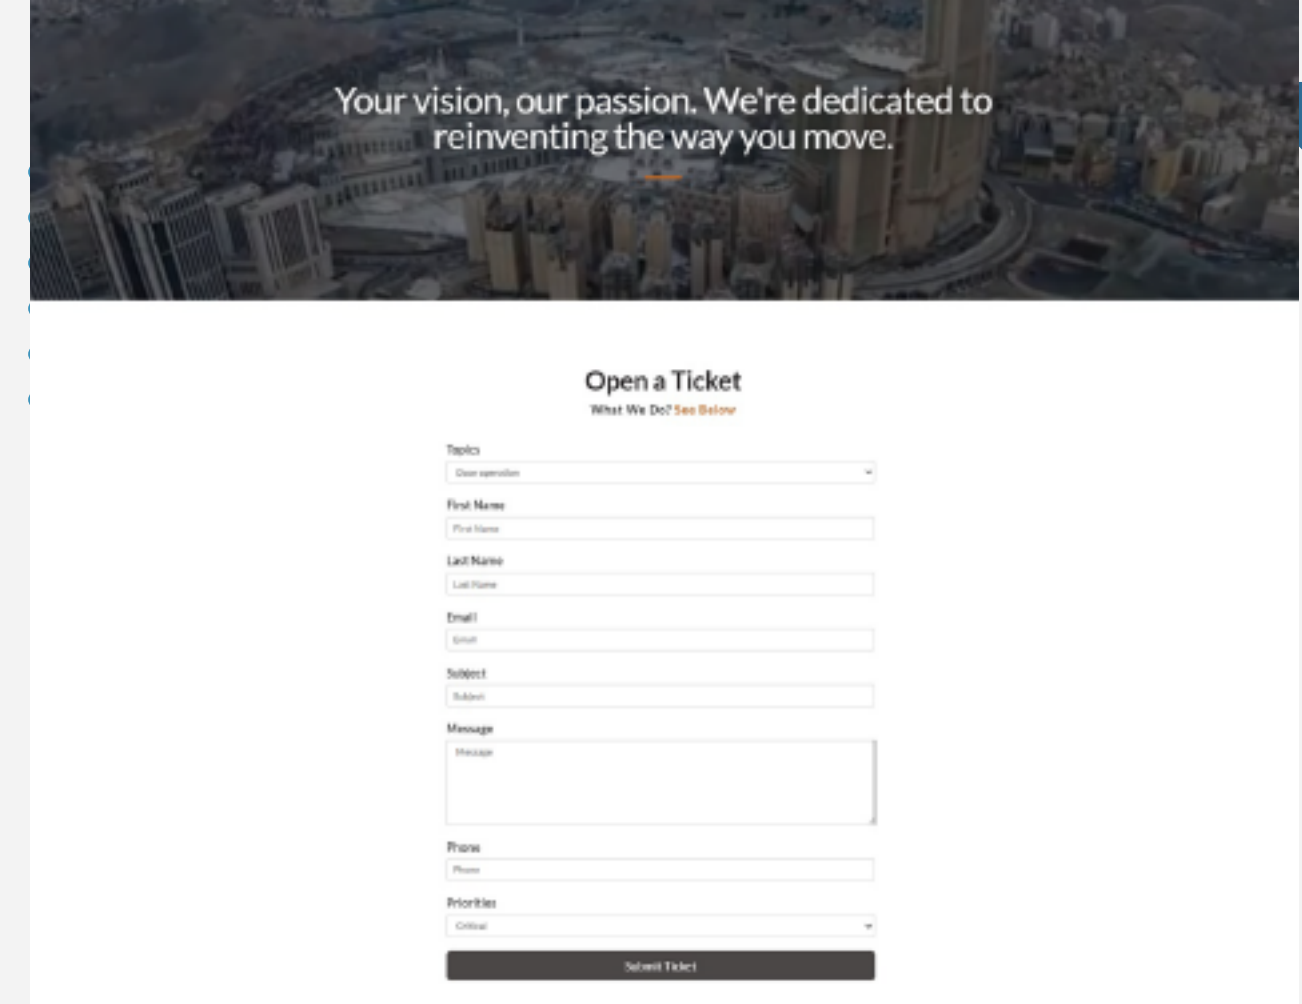 Your vision, our passion. We're dedicated to
reinventing the way you move.
Open a Ticket
What We Do? See Below
Topics
Door operation
First Name
First Name
Last Name
Last Name
Email
Email
Subject
Subject
Message
Message
Phone
Phone
Priorities
Critical
Submit Ticket